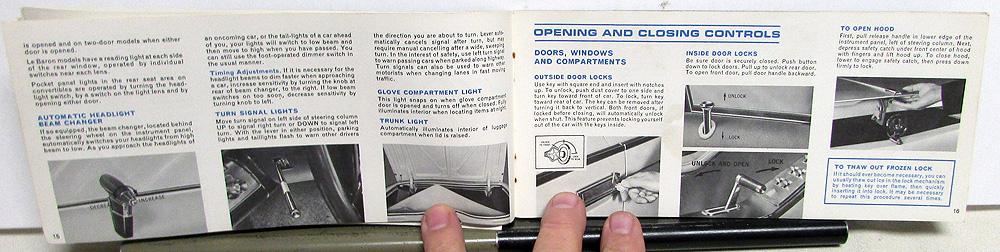 is opened and on two-door models when either
door is opened.
Le Baron models have a reading light at each side
of the rear window, operated by individual
switches near each lens.
Pocket panel lights in the rear seat area on
convertibles are operated by turning the head-
light switch, by a switch on the light lens and by
opening either door.
AUTOMATIC HEADLIGHT
BEAM CHANGER
If so equipped, the beam changer, located behind
the steering wheel on the instrument panel,
automatically switches your headlights from high
beam to low. As you approach the headlights of
DECREASE
INCREASE
15
an oncoming car, or the tail-lights of a car ahead
of you, your lights will switch to low beam and
then move to high when you have passed. You
can still use the foot-operated dimmer switch in
the usual manner.
Timing Adjustments. If it is necessary for the
headlight beams to dim faster when approaching
a car, increase sensitivity by turning the knob at
rear of beam changer, to the right. If low beam
switches on too soon, decrease sensitivity by
turning knob to left.
TURN SIGNAL LIGHTS
Move turn signal on left side of steering column
UP to signal right turn or DOWN to signal left
turn. With the lever in either position, parking
lights and taillights flash to warn other drivers
the direction you are about to turn. Lever auto-
matically cancels signal after turn, but may
require manual cancelling after a wide, sweeping
turn. In the interest of safety, use left turn signal
to warn passing cars when parked along highway.
Turn signals can also be used to warn other
motorists when changing lanes in fast moving
traffic.
GLOVE COMPARTMENT LIGHT
This light snaps on when glove compartment
door is opened and turns off when closed. Fully
illuminates interior when locating items at night.
TRUNK LIGHT
Automatically illuminates interior of luggage
compartment when lid is raised.
OPENING AND CLOSING CONTROLS
DOORS, WINDOWS
AND COMPARTMENTS
OUTSIDE DOOR LOCKS
Use key with square end and insert with notches
up. To unlock, push dust cover to one side and
turn key toward front of car. To lock, turn key
toward rear of car. The key can be removed after
turning it back to vertical. Both front doors, if
locked before closing, will automatically unlock
when shut. This feature prevents locking yourself
out of the car with the keys inside.
INSIDE DOOR LOCKS
Be sure door is securely closed. Push button
down to lock doors. Pull up to unlock rear door.
To open front door, pull door handle backward.
UNLOCK
LOCK
UNLOCK AND OPEN
LOCK
TO OPEN HOOD
First, pull release handle in lower edge of the
instrument panel, left of steering column. Next,
depress safety catch under front center of hood
with fingers and lift hood up. To close hood,
lower to engage safety catch, then press down
firmly to lock.
TO THAW OUT FROZEN LOCK
If it should ever become necessary, you can
usually thaw out ice in the lock mechanism
by heating key over flame, then quickly
inserting it into lock. It may be necessary
to repeat this procedure several times.
16